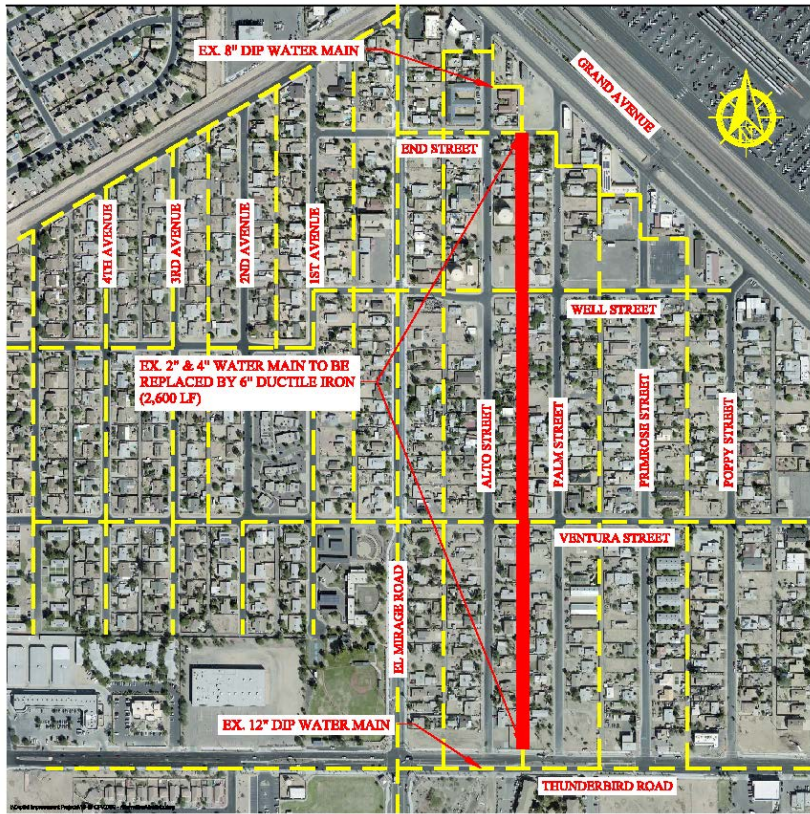 EX. 8" DIP WATER MAIN
GRAND AVENUE
END STREET
4TH AVENUE
3RD AVENUE
2ND AVENUE
1ST AVENUE
WELL STREET
EX. 2" & 4" WATER MAIN TO BE
REPLACED BY 6" DUCTILE IRON
(2,600 LF)
ALTO STREET
PALM STREET
PRIMROSE STREET
POPPY STREET
VENTURA STREET
EL MIRAGE ROAD
EX. 12" DIP WATER MAIN
THUNDERBIRD ROAD